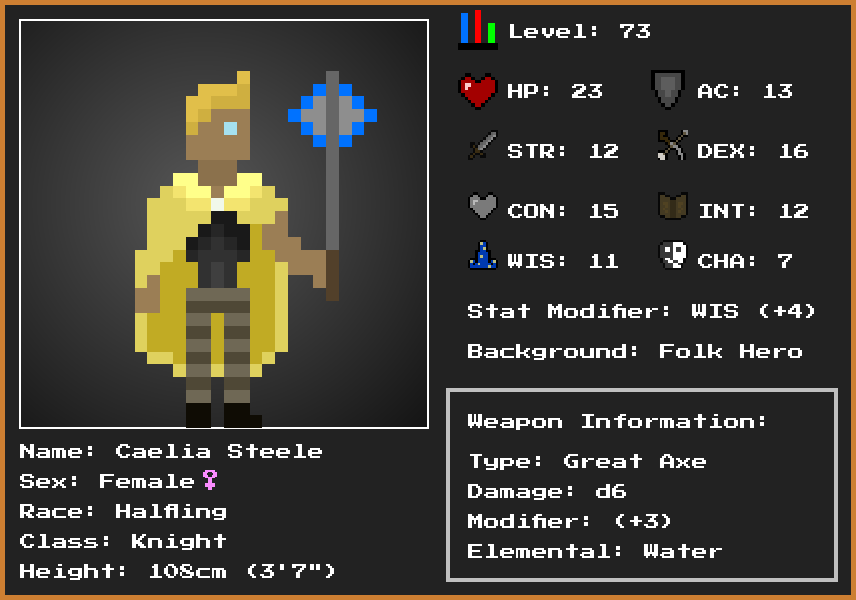 Level: 73
HP: 23 AC: 13
STR: 12 DEX: 16
CON: 15 INT: 12
WIS: 11 CHA: 7
Stat Modifier: WIS (+4)
Background: Folk Hero
Weapon Information:
Type: Great Axe
Damage: d6
Modifier: (+3)
Elemental: Water
Name: Caelia Steele
Sex: Female♀
Race: Halfling
Class: Knight
Height: 108cm (3'7")